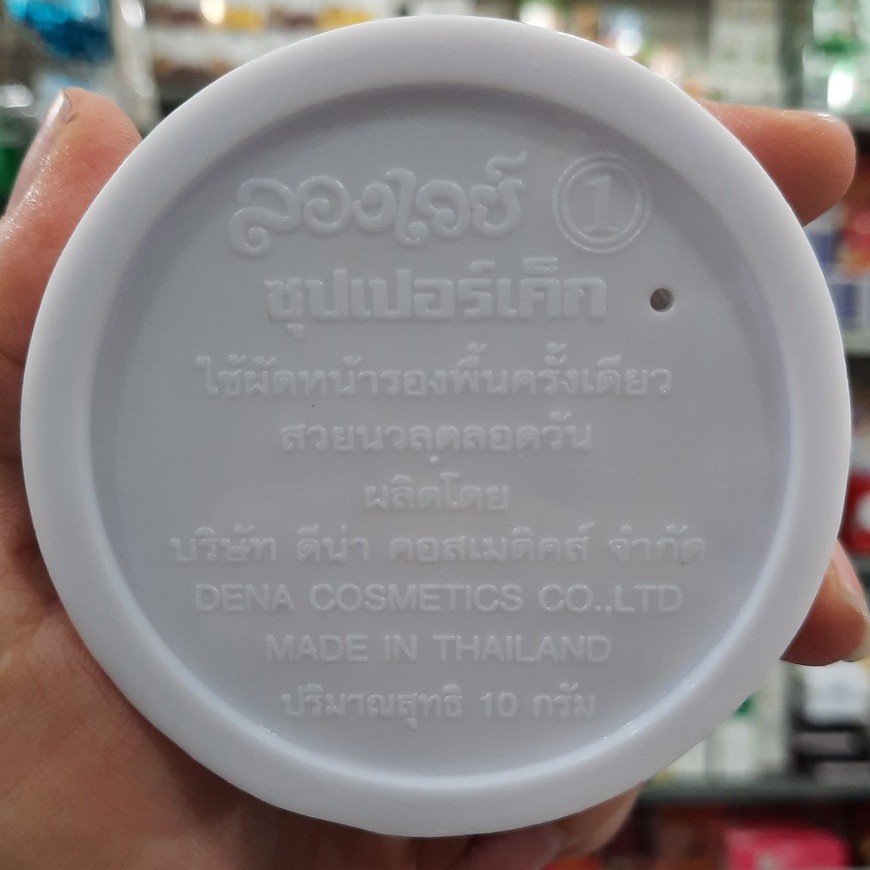 ลองใวย์ 1
ซุปเปอร์เค็ก
ใช้ผัดหน้ารองพื้นครั้งเดียว
สวยนวลตลอดวัน
ผลิตโดย
บริษัท ดีน่า คอสเมติคส์ จำกัด
DENA COSMETICS CO.,LTD
MADE IN THAILAND
ปริมาณสุทธิ 10 กรัม